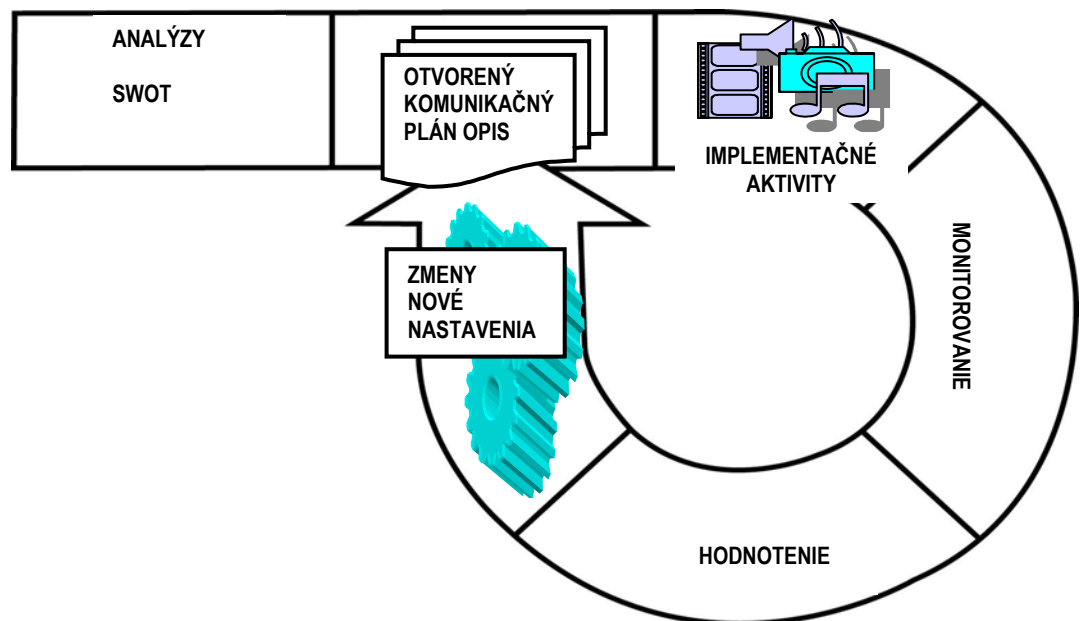 ANALÝZY
SWOT
OTVORENÝ
KOMUNIKAČNÝ
PLÁN OPIS
IMPLEMENTAČNÉ
AKTIVITY
MONITOROVANIE
HODNOTENIE
ZMENY
NOVÉ
NASTAVENIA